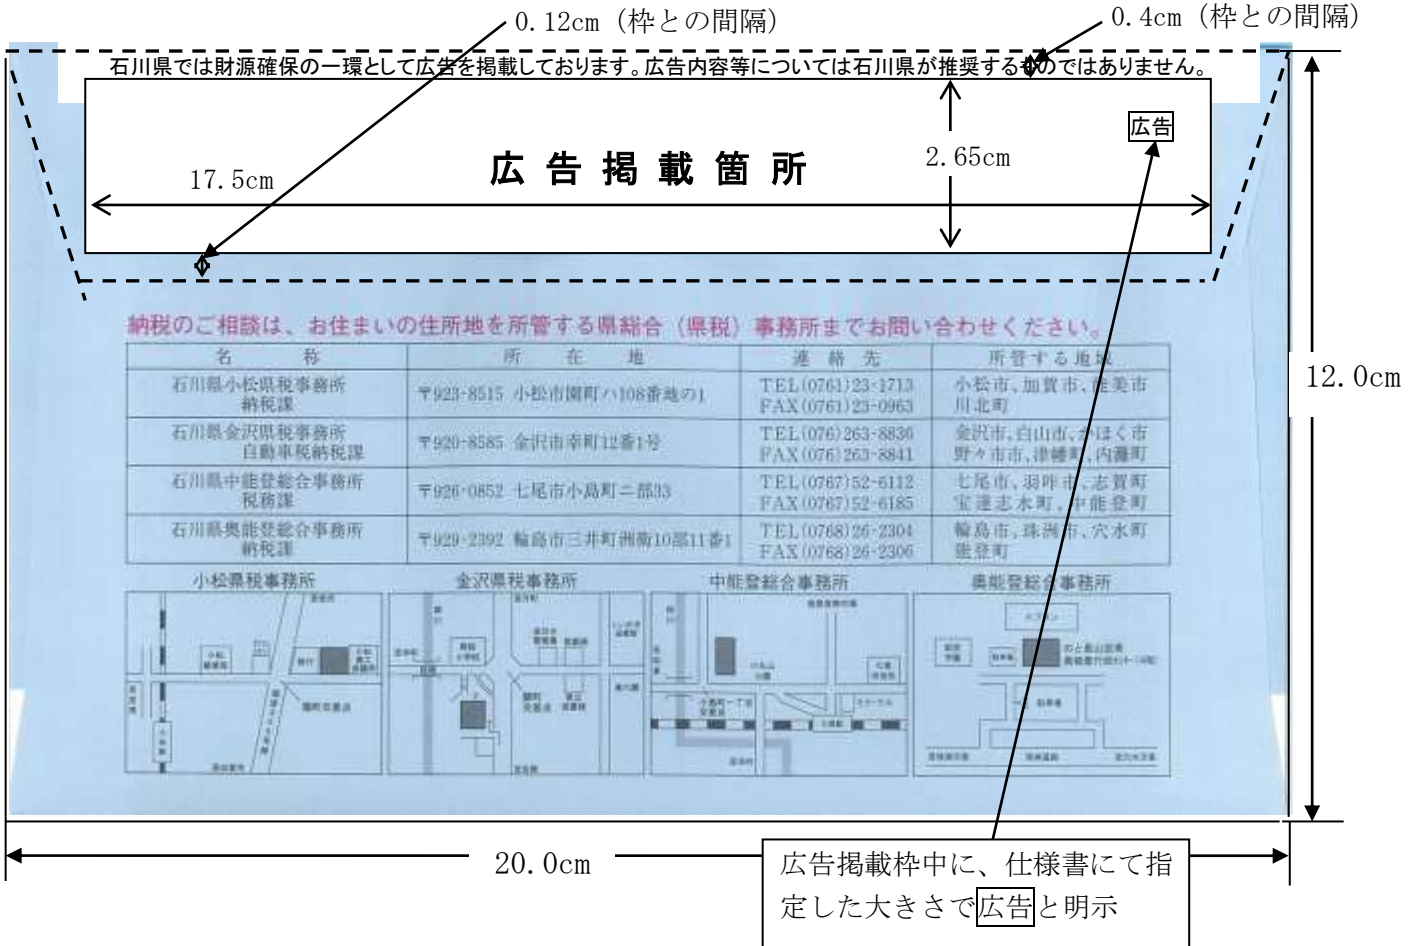 0.12cm（枠との間隔）
0.4cm（枠との間隔）
石川県では財源確保の一環として広告を掲載しております。広告内容等については石川県が推奨するものではありません。
広告
広告掲載箇所
2.65cm
17.5cm
納税のご相談は、お住まいの住所地を所管する県総合（県税）事務所までお問い合わせください。
名　称　所　在　地　連　絡　先　所管する地域
石川県小松県税事務所
納税課
〒923-8515 小松市園町ハ108番地の1
TEL(0761)23-1713
FAX(0761)23-0963
小松市、加賀市、能美市
川北町
石川県金沢県税事務所
自動車税納税課
〒920-8585 金沢市幸町12番1号
TEL(076)263-8836
FAX(076)263-8841
金沢市、白山市、かほく市
野々市市、津幡町、内灘町
石川県中能登総合事務所
税務課
〒926-0852 七尾市小島町ニ部33
TEL(0767)52-6112
FAX(0767)52-6185
七尾市、羽咋市、志賀町
宝達志水町、中能登町
石川県奥能登総合事務所
納税課
〒929-2392 輪島市三井町洲衛10部11番1
TEL(0768)26-2304
FAX(0768)26-2306
輪島市、珠洲市、穴水町
能登町
12.0cm
小松県税事務所
金沢県税事務所
中能登総合事務所
奥能登総合事務所
園町交差点
20.0cm
広告掲載枠中に、仕様書にて指
定した大きさで広告と明示